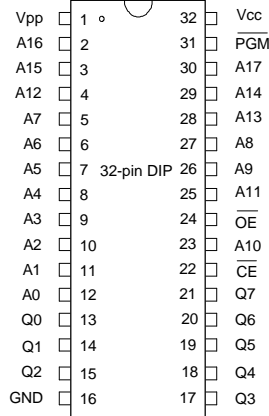 Vpp 1 32 Vcc
A16 2 31 PGM
A15 3 30 A17
A12 4 29 A14
A7 5 28 A13
A6 6 27 A8
A5 7 32-pin DIP 26 A9
A4 8 25 A11
A3 9 24 OE
A2 10 23 A10
A1 11 22 CE
A0 12 21 Q7
Q0 13 20 Q6
Q1 14 19 Q5
Q2 15 18 Q4
GND 16 17 Q3